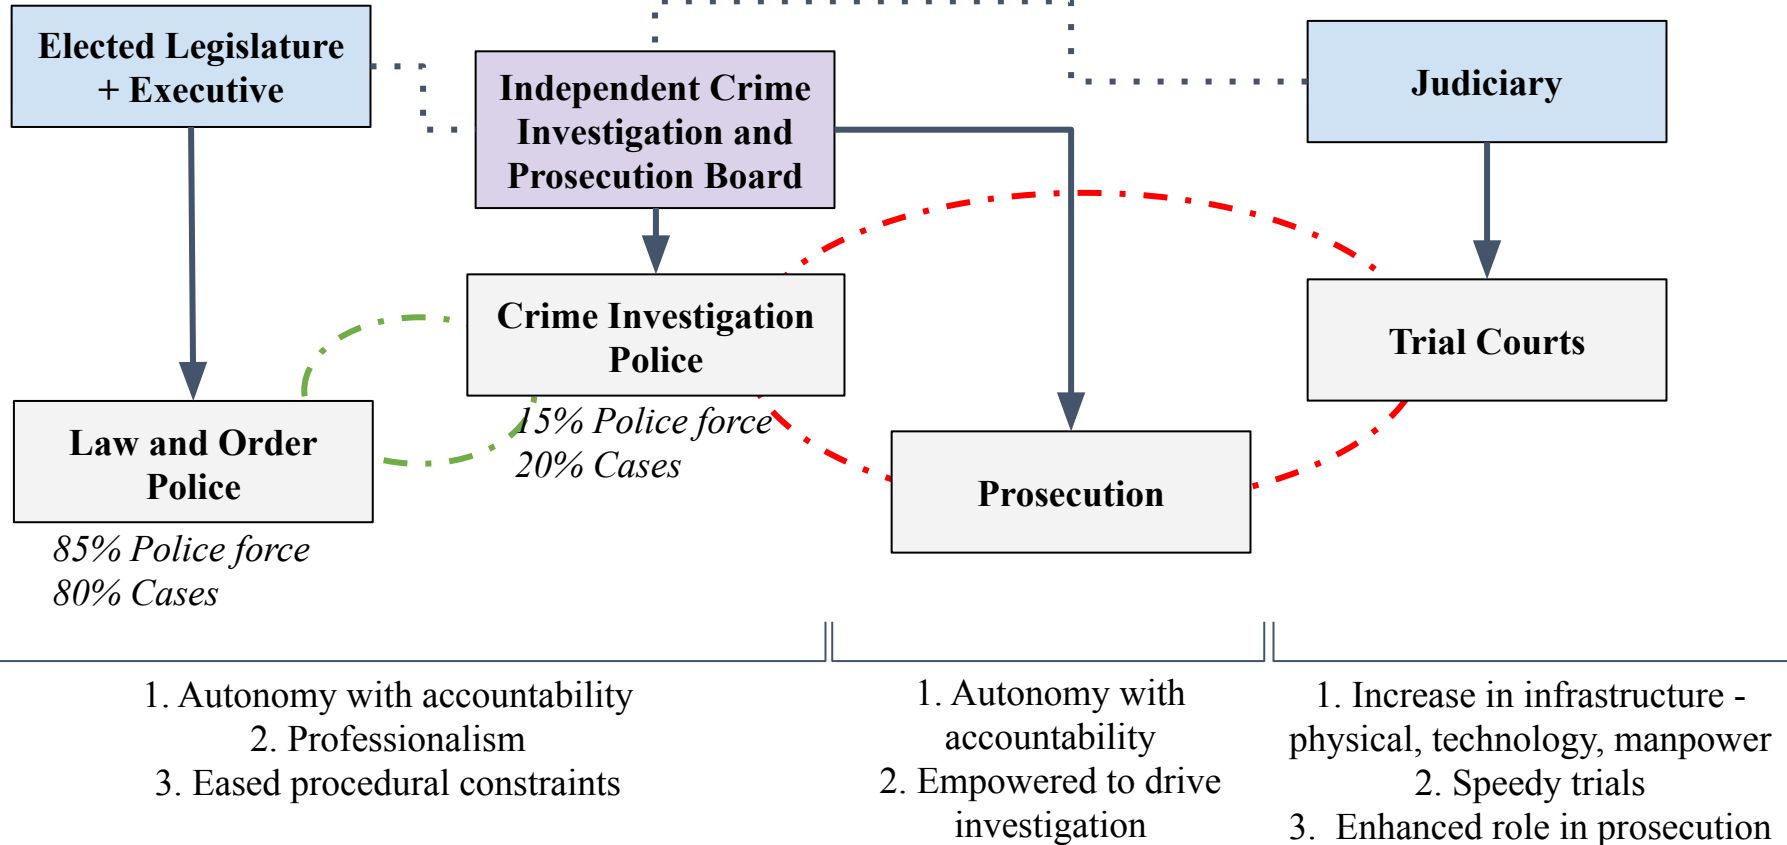 Elected Legislature
+ Executive
Independent Crime
Investigation and
Prosecution Board
Judiciary
Crime Investigation
Police
Trial Courts
15% Police force
20% Cases
Law and Order
Police
Prosecution
85% Police force
80% Cases
1. Autonomy with accountability
2. Professionalism
3. Eased procedural constraints
1. Autonomy with
accountability
2. Empowered to drive
investigation
1. Increase in infrastructure -
physical, technology, manpower
2. Speedy trials
3. Enhanced role in prosecution